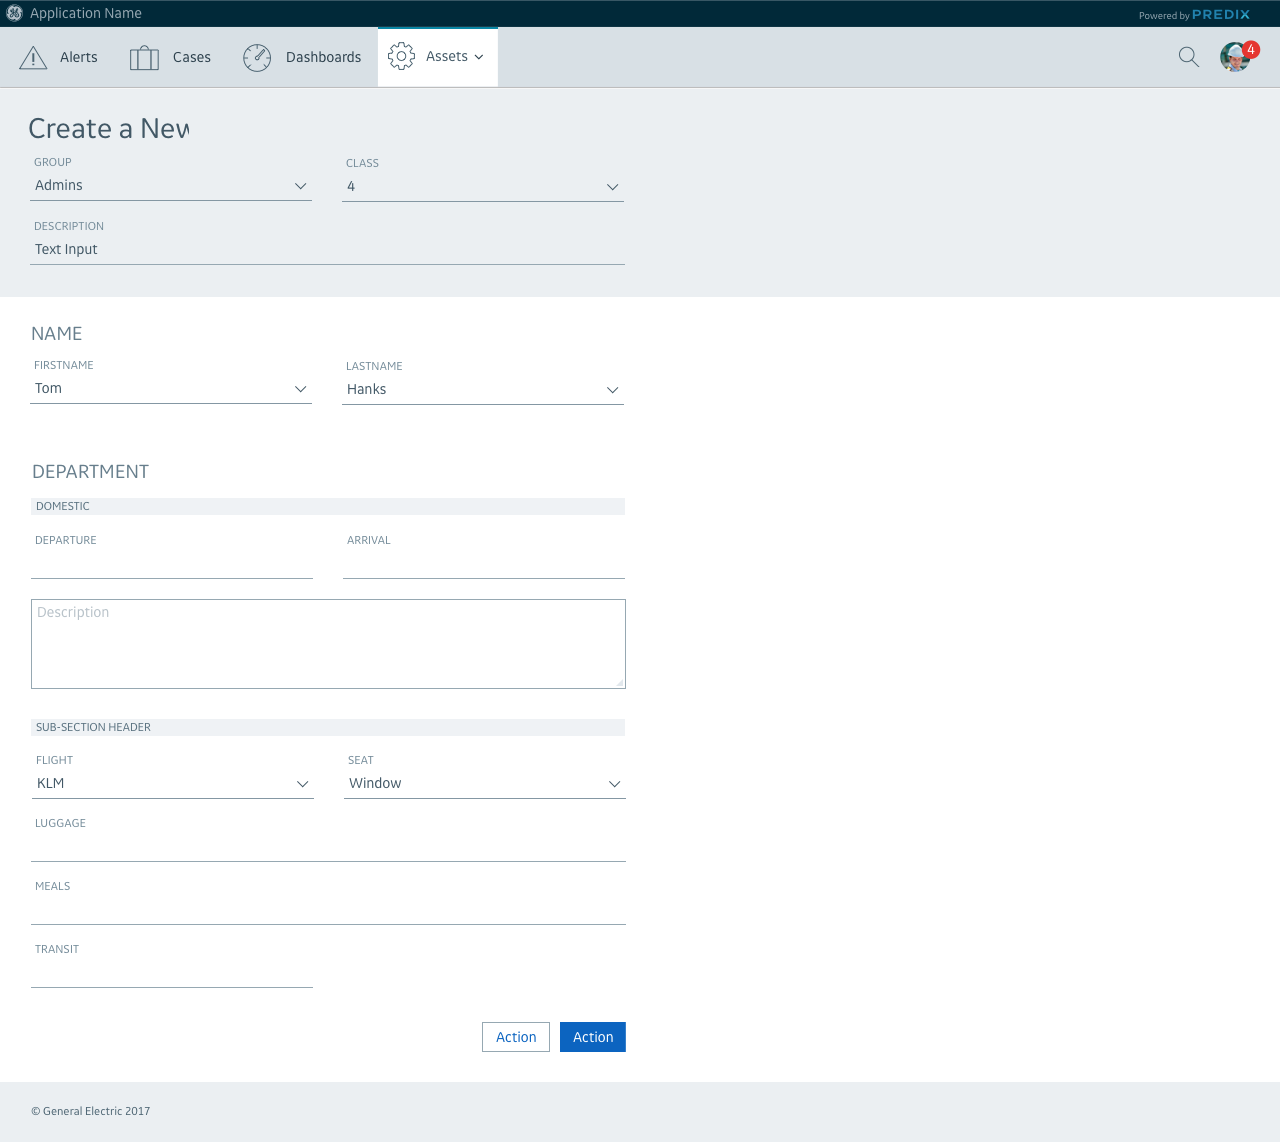 Application Name
Powered by PREDIX
Alerts
Cases
Dashboards
Assets
4
Create a New
GROUP
CLASS
Admins
4
DESCRIPTION
Text Input
NAME
FIRSTNAME
LASTNAME
Tom
Hanks
DEPARTMENT
DOMESTIC
DEPARTURE
ARRIVAL
Description
SUB-SECTION HEADER
FLIGHT
SEAT
KLM
Window
LUGGAGE
MEALS
TRANSIT
Action
Action
© General Electric 2017